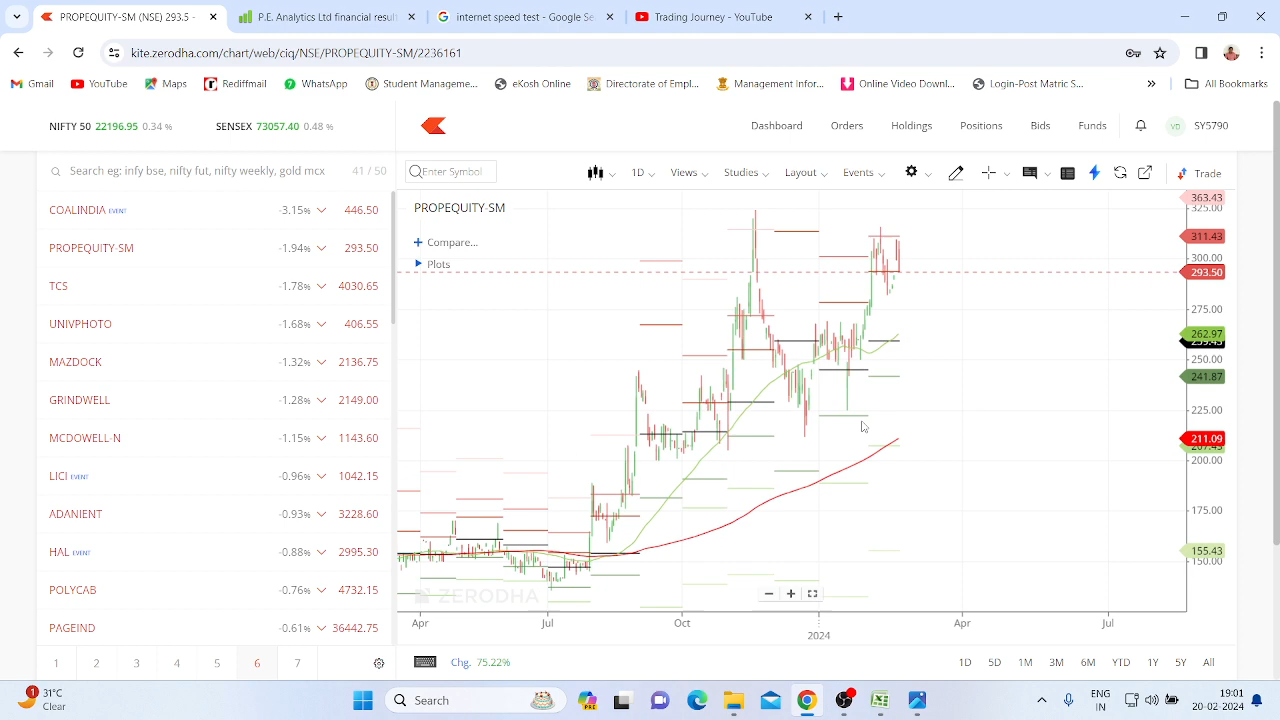 PROPEQUITY-SM (NSE) 293.5 -
P.E. Analytics Ltd financial resul
internet speed test - Google Se
Trading Journey - YouTube
kite.zerodha.com/chart/web/ciq/NSE/PROPEQUITY-SM/2236161
Gmail YouTube Maps Rediffmail WhatsApp Student Manageme... eKosh Online Directorate of Empl... Management Infor... Online Video Downl... Login-Post Matric S... » All Bookmarks
NIFTY 50 22196.95 0.34 % SENSEX 73057.40 0.48 %
Dashboard Orders Holdings Positions Bids Funds VD SY5790
Search eg: infy bse, nifty fut, nifty weekly, gold mcx
Enter Symbol 1D Views Studies Layout Events Trade
COALINDIA EVENT -3.15% 446.50
PROPEQUITY-SM -1.94% 293.50
TCS -1.78% 4030.65
UNIVPHOTO -1.68% 406.55
MAZDOCK -1.32% 2136.75
GRINDWELL -1.28% 2149.00
MCDOWELL-N -1.15% 1143.60
LICI EVENT -0.96% 1042.15
ADANIENT -0.93% 3228.60
HAL EVENT -0.88% 2995.30
POLYCAB -0.76% 4732.15
PAGEIND -0.61% 36442.75
1 2 3 4 5 6 7
PROPEQUITY-SM
Compare...
Plots
363.43
325.00
311.43
300.00
293.50
275.00
262.97
250.00
241.87
225.00
211.09
200.00
175.00
155.43
150.00
ZERODHA
Apr Jul Oct 2024 Apr Jul
Chg. 75.22% 1D 5D 1M 3M 6M YTD 1Y 5Y All
1 31°C
Clear
Search
PRE
ENG
IN
19:01
20-02-2024